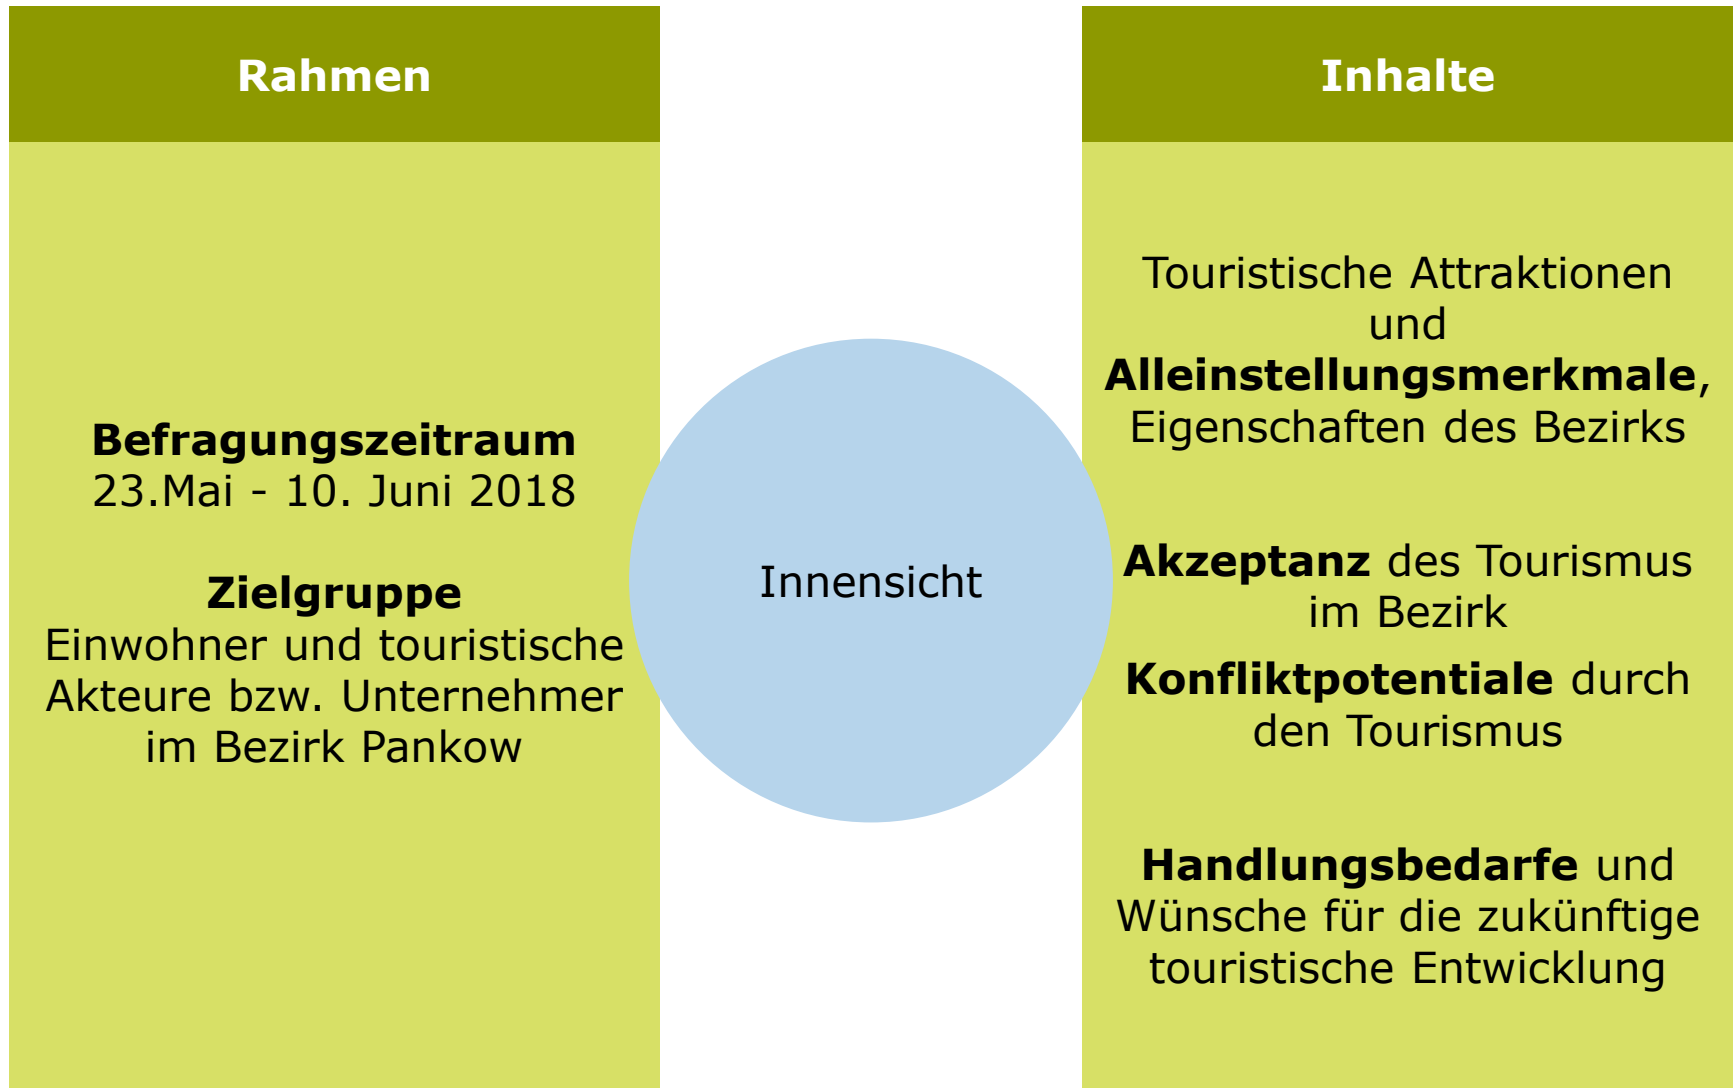 Rahmen
Befragungszeitraum
23.Mai - 10. Juni 2018
Zielgruppe
Einwohner und touristische
Akteure bzw. Unternehmer
im Bezirk Pankow
Innensicht
Inhalte
Touristische Attraktionen
und
Alleinstellungsmerkmale,
Eigenschaften des Bezirks
Akzeptanz des Tourismus
im Bezirk
Konfliktpotentiale durch
den Tourismus
Handlungsbedarfe und
Wünsche für die zukünftige
touristische Entwicklung